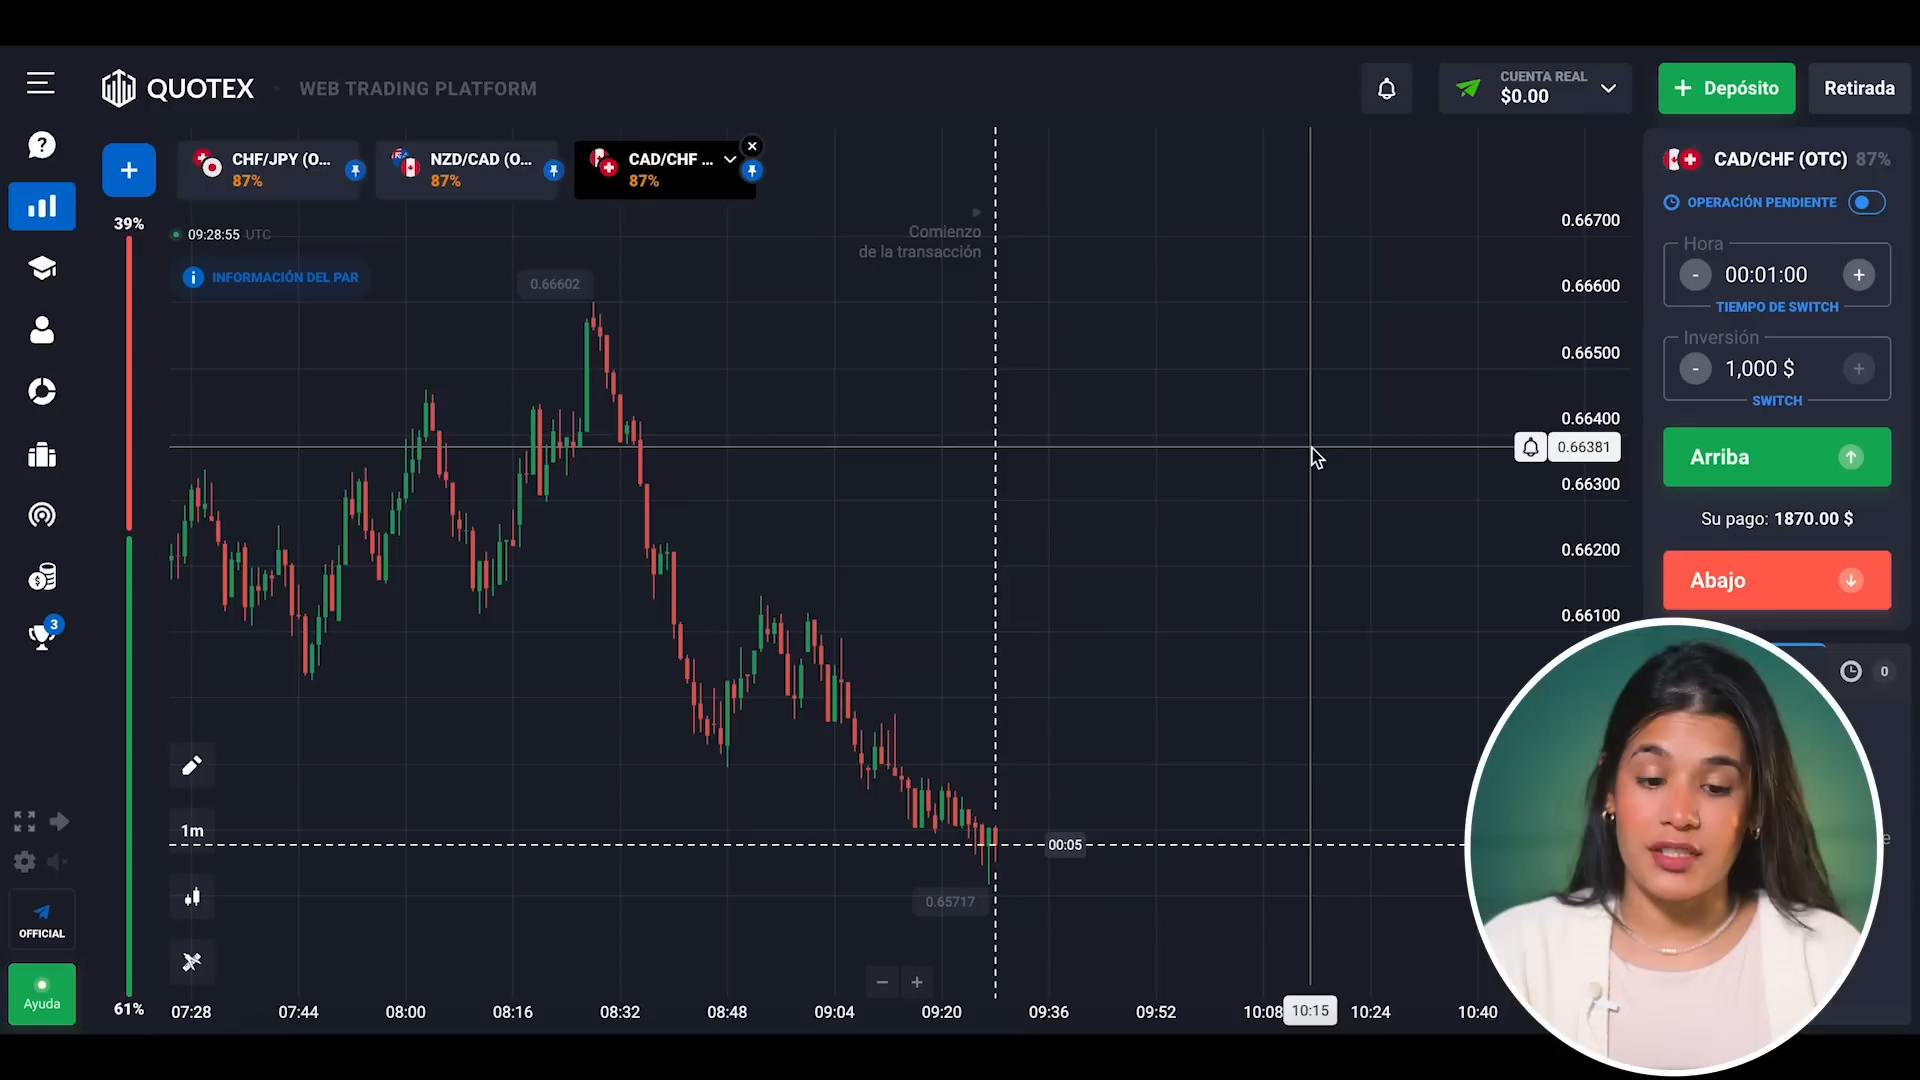 QUOTEX
WEB TRADING PLATFORM
CUENTA REAL
$0.00
+ Depósito
Retirada
+
CHF/JPY (O...
87%
NZD/CAD (O...
87%
CAD/CHF ...
87%
CAD/CHF (OTC) 87%
OPERACIÓN PENDIENTE
Hora
- 00:01:00 +
TIEMPO DE SWITCH
Inversión
- 1,000 $ +
SWITCH
Arriba
Su pago: 1870.00 $
Abajo
0
39%
09:28:55 UTC
INFORMACIÓN DEL PAR
Comienzo
de la transacción
0.66602
0.66700
0.66600
0.66500
0.66400
0.66381
0.66300
0.66200
0.66100
3
1m
00:05
0.65717
OFFICIAL
Ayuda
61%
− +
07:28 07:44 08:00 08:16 08:32 08:48 09:04 09:20 09:36 09:52 10:08 10:15 10:24 10:40